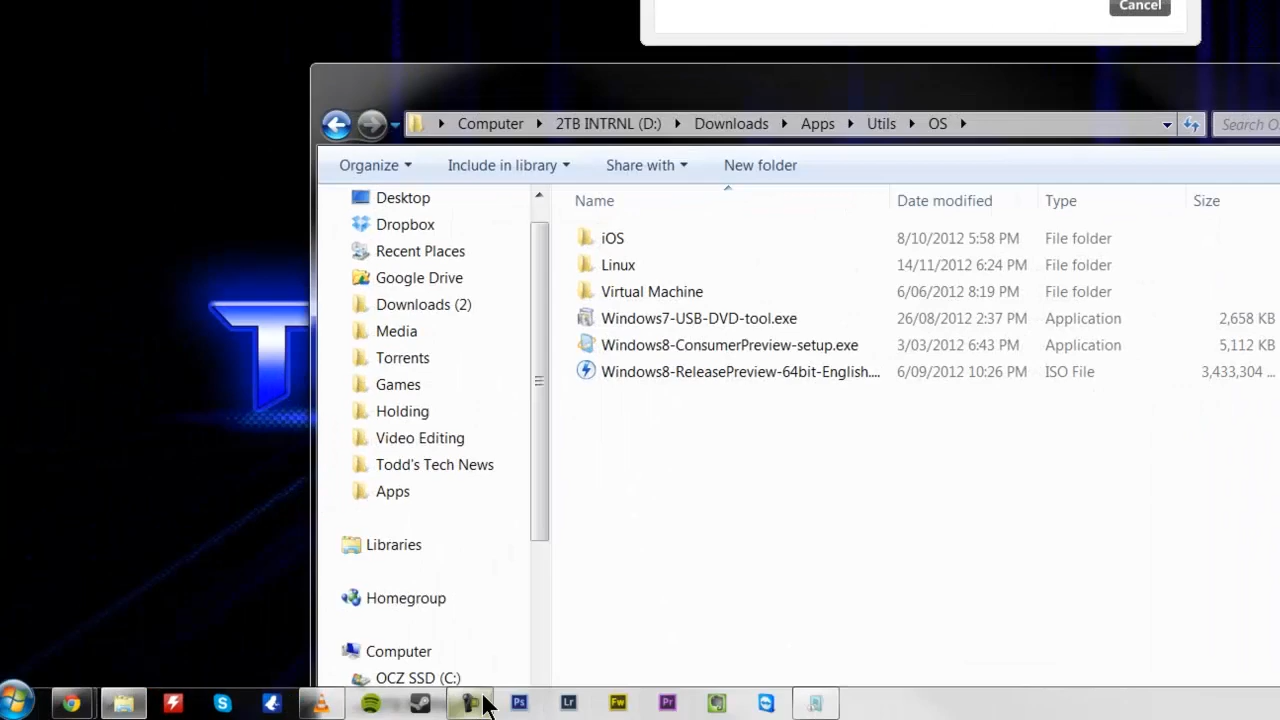 Cancel
Computer 2TB INTRNL (D:) Downloads Apps Utils OS Search O
Organize Include in library Share with New folder
Name Date modified Type Size
Desktop
Dropbox
Recent Places
Google Drive
Downloads (2)
Media
Torrents
Games
Holding
Video Editing
Todd's Tech News
Apps
Libraries
Homegroup
Computer
OCZ SSD (C:)
iOS 8/10/2012 5:58 PM File folder
Linux 14/11/2012 6:24 PM File folder
Virtual Machine 6/06/2012 8:19 PM File folder
Windows7-USB-DVD-tool.exe 26/08/2012 2:37 PM Application 2,658 KB
Windows8-ConsumerPreview-setup.exe 3/03/2012 6:43 PM Application 5,112 KB
Windows8-ReleasePreview-64bit-English.... 6/09/2012 10:26 PM ISO File 3,433,304 ...
T
Ps Lr Fw Pr